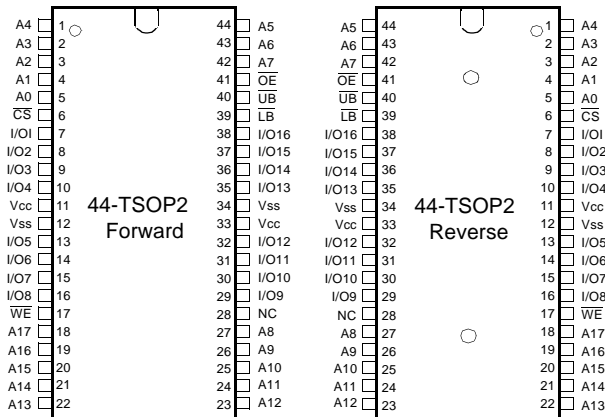 A4 1 44 A5 A5 44 1 A4
A3 2 43 A6 A6 43 2 A3
A2 3 42 A7 A7 42 3 A2
A1 4 41 OE OE 41 4 A1
A0 5 40 UB UB 40 5 A0
CS 6 39 LB LB 39 6 CS
I/OI 7 38 I/O16 I/O16 38 7 I/OI
I/O2 8 37 I/O15 I/O15 37 8 I/O2
I/O3 9 36 I/O14 I/O14 36 9 I/O3
I/O4 10 35 I/O13 I/O13 35 10 I/O4
Vcc 11 44-TSOP2 34 Vss Vss 34 44-TSOP2 11 Vcc
Vss 12 Forward 33 Vcc Vcc 33 Reverse 12 Vss
I/O5 13 32 I/O12 I/O12 32 13 I/O5
I/O6 14 31 I/O11 I/O11 31 14 I/O6
I/O7 15 30 I/O10 I/O10 30 15 I/O7
I/O8 16 29 I/O9 I/O9 29 16 I/O8
WE 17 28 NC NC 28 17 WE
A17 18 27 A8 A8 27 18 A17
A16 19 26 A9 A9 26 19 A16
A15 20 25 A10 A10 25 20 A15
A14 21 24 A11 A11 24 21 A14
A13 22 23 A12 A12 23 22 A13